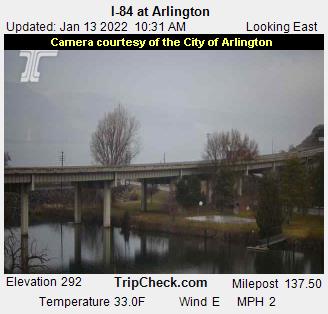 I-84 at Arlington
Updated: Jan 13 2022 10:31 AM Looking East
Camera courtesy of the City of Arlington
Elevation 292 TripCheck.com Milepost 137.50
Temperature 33.0F Wind E MPH 2